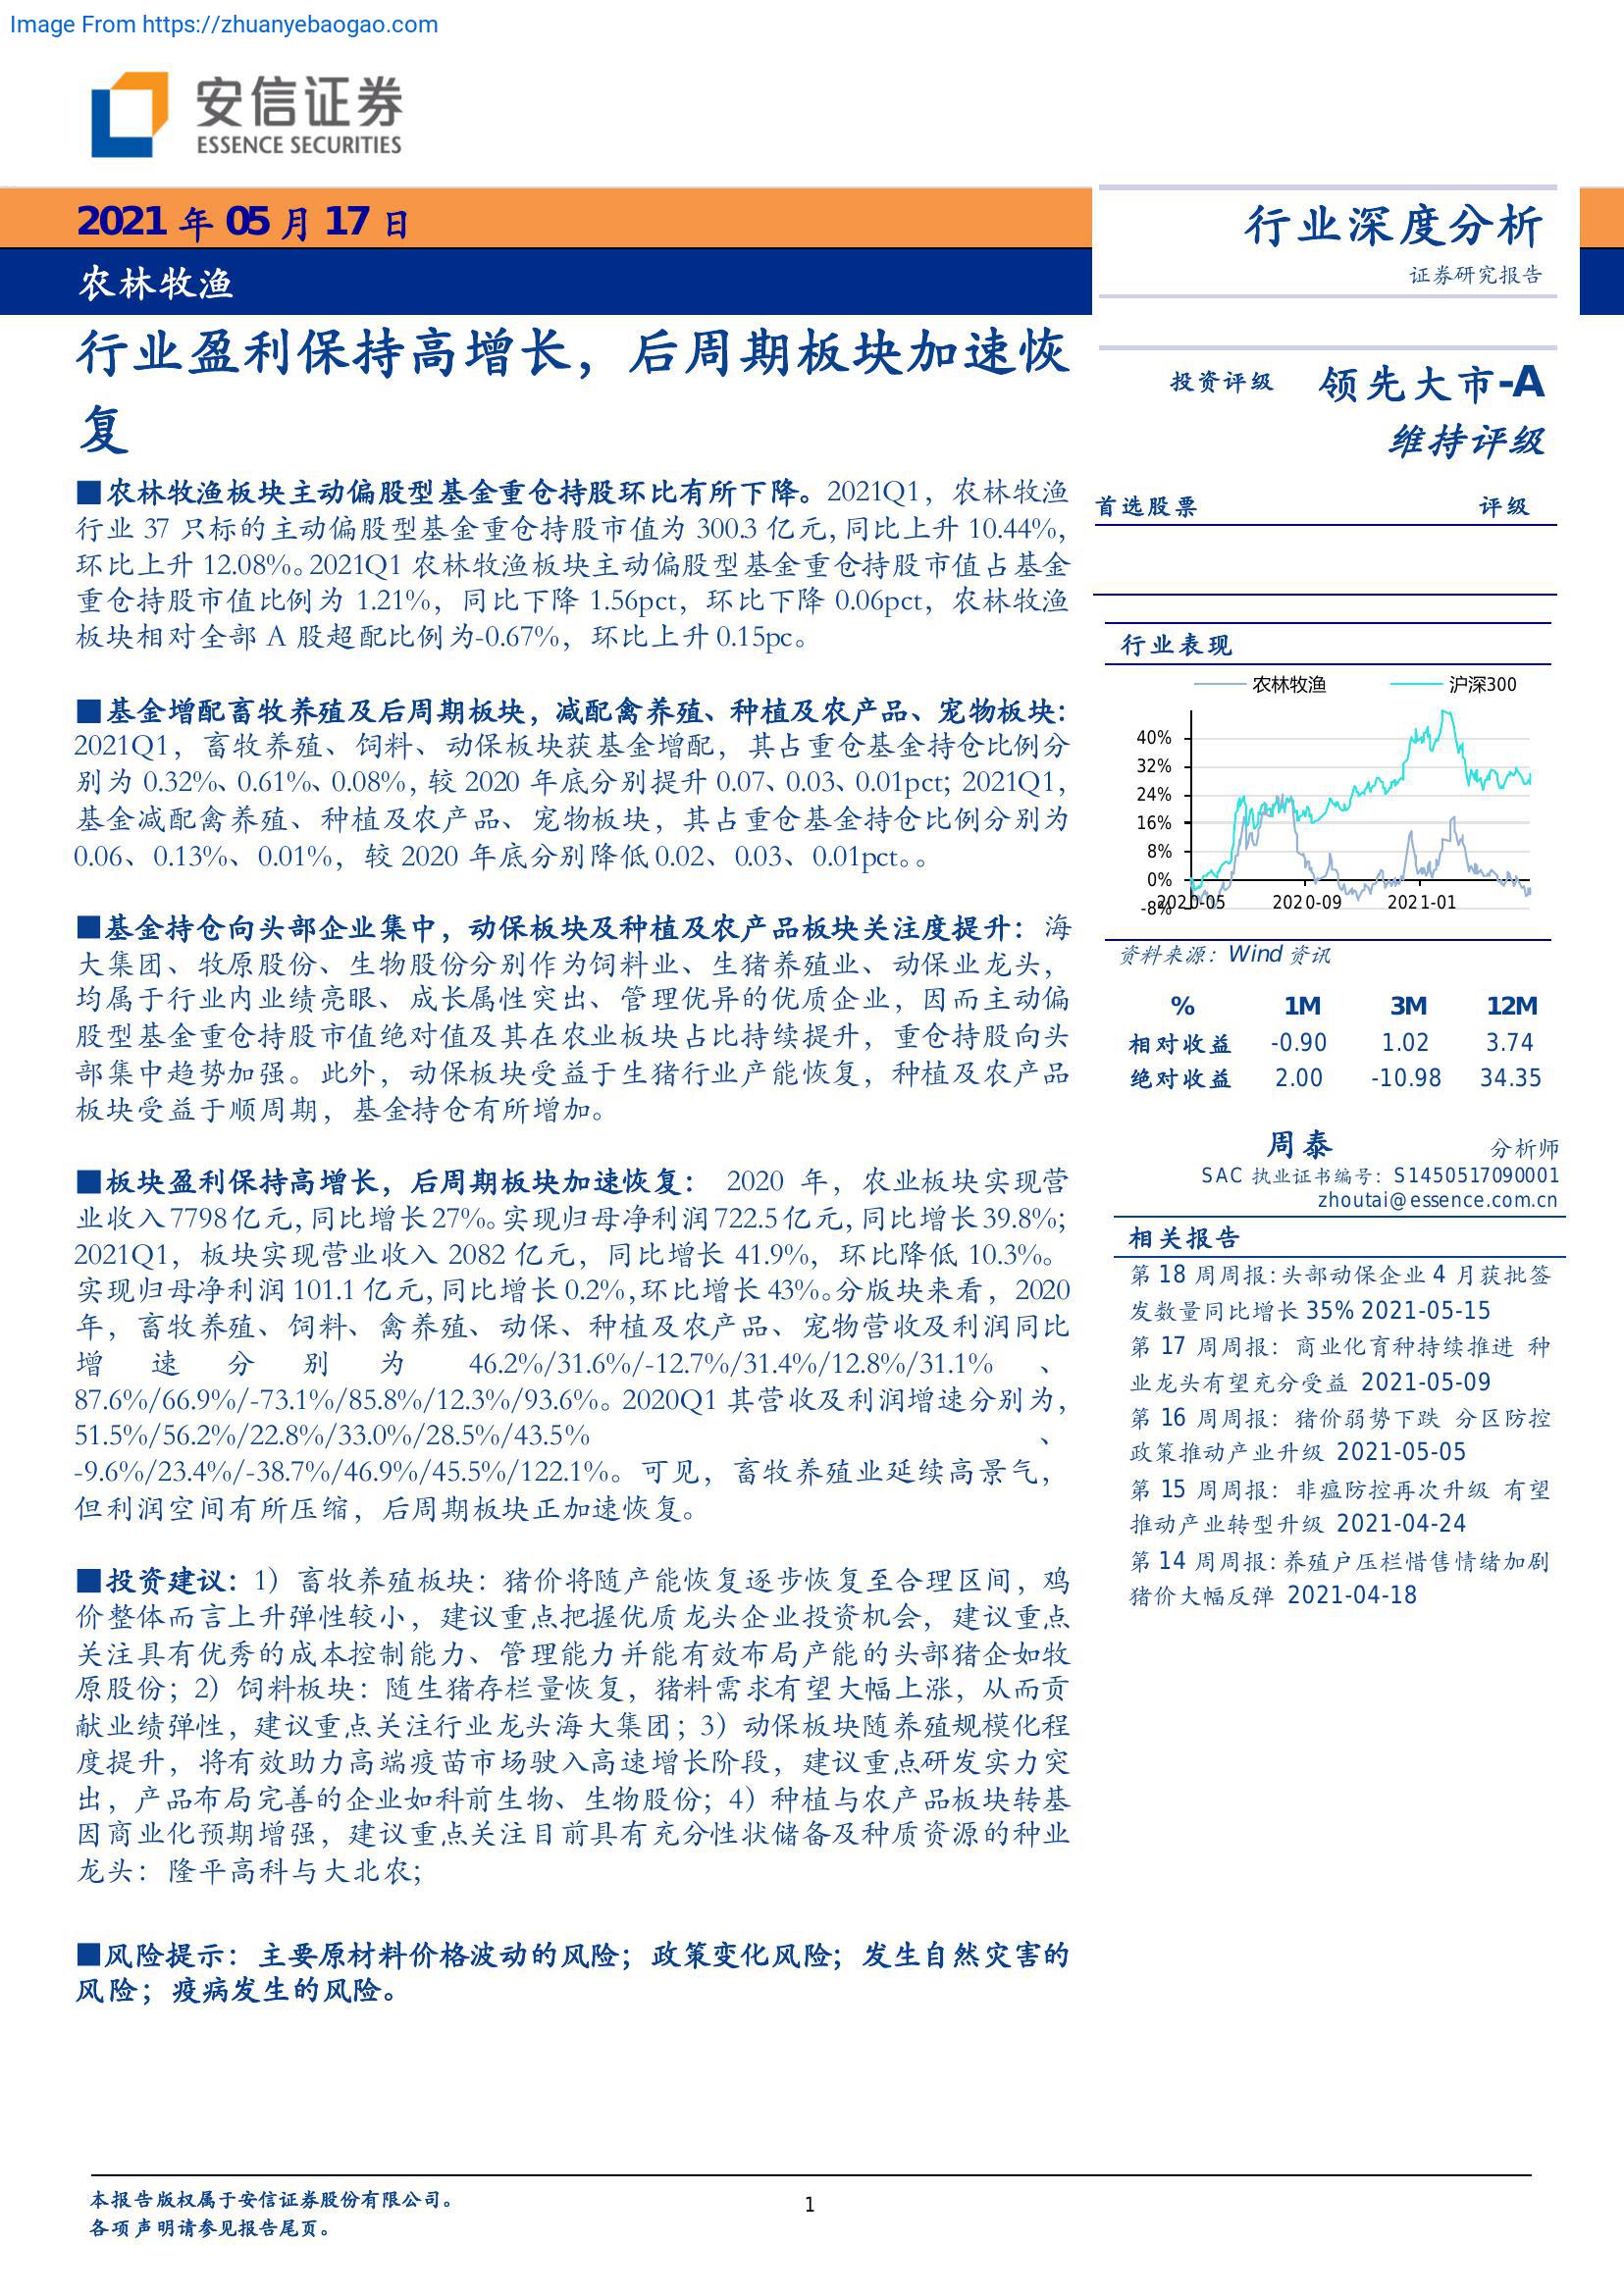 Image From https://zhuanyebaogao.com
安信证券
ESSENCE SECURITIES
2021 年 05 月 17 日
农林牧渔
行业盈利保持高增长，后周期板块加速恢
复
■农林牧渔板块主动偏股型基金重仓持股环比有所下降。2021Q1，农林牧渔
行业 37 只标的主动偏股型基金重仓持股市值为 300.3 亿元，同比上升 10.44%，
环比上升 12.08%。2021Q1 农林牧渔板块主动偏股型基金重仓持股市值占基金
重仓持股市值比例为 1.21%，同比下降 1.56pct，环比下降 0.06pct，农林牧渔
板块相对全部 A 股超配比例为-0.67%，环比上升 0.15pc。
■基金增配畜牧养殖及后周期板块，减配禽养殖、种植及农产品、宠物板块：
2021Q1，畜牧养殖、饲料、动保板块获基金增配，其占重仓基金持仓比例分
别为 0.32%、0.61%、0.08%，较 2020 年底分别提升 0.07、0.03、0.01pct；2021Q1，
基金减配禽养殖、种植及农产品、宠物板块，其占重仓基金持仓比例分别为
0.06、0.13%、0.01%，较 2020 年底分别降低 0.02、0.03、0.01pct。。
■基金持仓向头部企业集中，动保板块及种植及农产品板块关注度提升：海
大集团、牧原股份、生物股份分别作为饲料业、生猪养殖业、动保业龙头，
均属于行业内业绩亮眼、成长属性突出、管理优异的优质企业，因而主动偏
股型基金重仓持股市值绝对值及其在农业板块占比持续提升，重仓持股向头
部集中趋势加强。此外，动保板块受益于生猪行业产能恢复，种植及农产品
板块受益于顺周期，基金持仓有所增加。
■板块盈利保持高增长，后周期板块加速恢复： 2020 年，农业板块实现营
业收入 7798 亿元，同比增长 27%。实现归母净利润 722.5 亿元，同比增长 39.8%；
2021Q1，板块实现营业收入 2082 亿元，同比增长 41.9%，环比降低 10.3%。
实现归母净利润 101.1 亿元，同比增长 0.2%，环比增长 43%。分版块来看，2020
年，畜牧养殖、饲料、禽养殖、动保、种植及农产品、宠物营收及利润同比
增 速 分 别 为 46.2%/31.6%/-12.7%/31.4%/12.8%/31.1% 、
87.6%/66.9%/-73.1%/85.8%/12.3%/93.6%。2020Q1 其营收及利润增速分别为，
51.5%/56.2%/22.8%/33.0%/28.5%/43.5% 、
-9.6%/23.4%/-38.7%/46.9%/45.5%/122.1%。可见，畜牧养殖业延续高景气，
但利润空间有所压缩，后周期板块正加速恢复。
■投资建议：1）畜牧养殖板块：猪价将随产能恢复逐步恢复至合理区间，鸡
价整体而言上升弹性较小，建议重点把握优质龙头企业投资机会，建议重点
关注具有优秀的成本控制能力、管理能力并能有效布局产能的头部猪企如牧
原股份；2）饲料板块：随生猪存栏量恢复，猪料需求有望大幅上涨，从而贡
献业绩弹性，建议重点关注行业龙头海大集团；3）动保板块随养殖规模化程
度提升，将有效助力高端疫苗市场驶入高速增长阶段，建议重点研发实力突
出，产品布局完善的企业如科前生物、生物股份；4）种植与农产品板块转基
因商业化预期增强，建议重点关注目前具有充分性状储备及种质资源的种业
龙头：隆平高科与大北农；
■风险提示：主要原材料价格波动的风险；政策变化风险；发生自然灾害的
风险；疫病发生的风险。
行业深度分析
证券研究报告
投资评级 领先大市-A
维持评级
首选股票 评级
行业表现
农林牧渔 沪深300
40%
32%
24%
16%
8%
0%
-8%
2020-05 2020-09 2021-01
资料来源：Wind 资讯
% 1M 3M 12M
相对收益 -0.90 1.02 3.74
绝对收益 2.00 -10.98 34.35
周泰 分析师
SAC 执业证书编号：S1450517090001
zhoutai@essence.com.cn
相关报告
第 18 周周报：头部动保企业 4 月获批签
发数量同比增长 35% 2021-05-15
第 17 周周报： 商业化育种持续推进 种
业龙头有望充分受益 2021-05-09
第 16 周周报： 猪价弱势下跌 分区防控
政策推动产业升级 2021-05-05
第 15 周周报： 非瘟防控再次升级 有望
推动产业转型升级 2021-04-24
第 14 周周报：养殖户压栏惜售情绪加剧
猪价大幅反弹 2021-04-18
本报告版权属于安信证券股份有限公司。
各项声明请参见报告尾页。
1